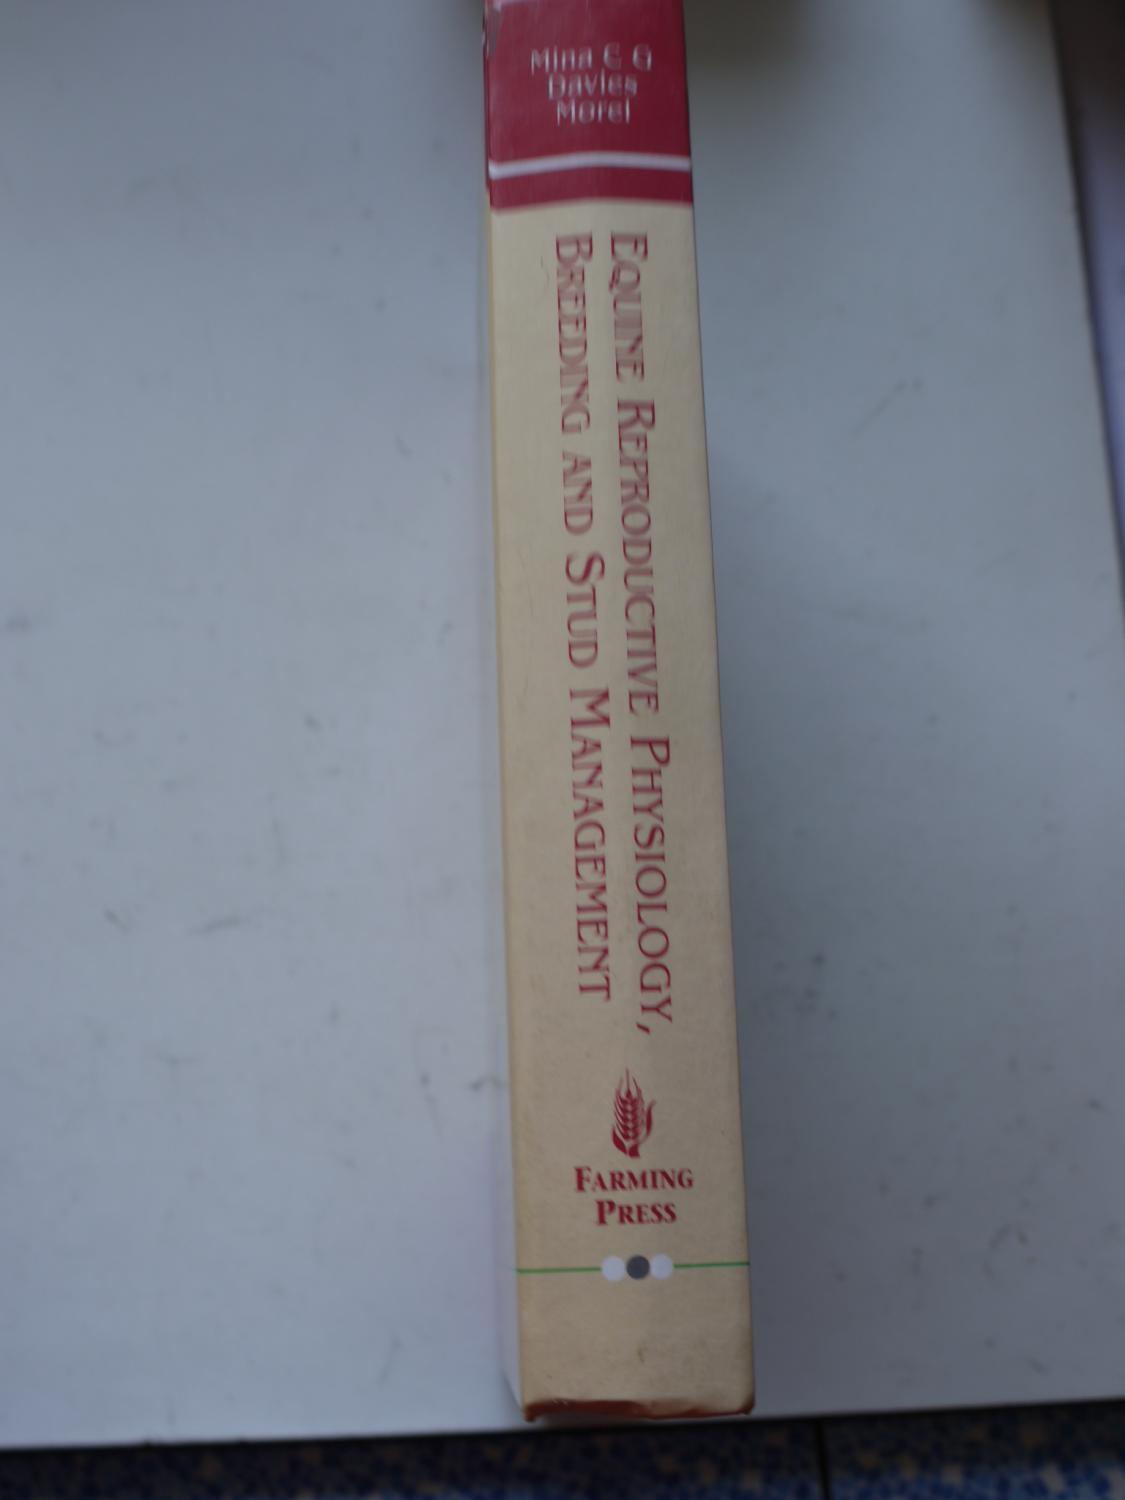 Mina C G
Davies
Morel
EQUINE REPRODUCTIVE PHYSIOLOGY,
BREEDING AND STUD MANAGEMENT
FARMING
PRESS